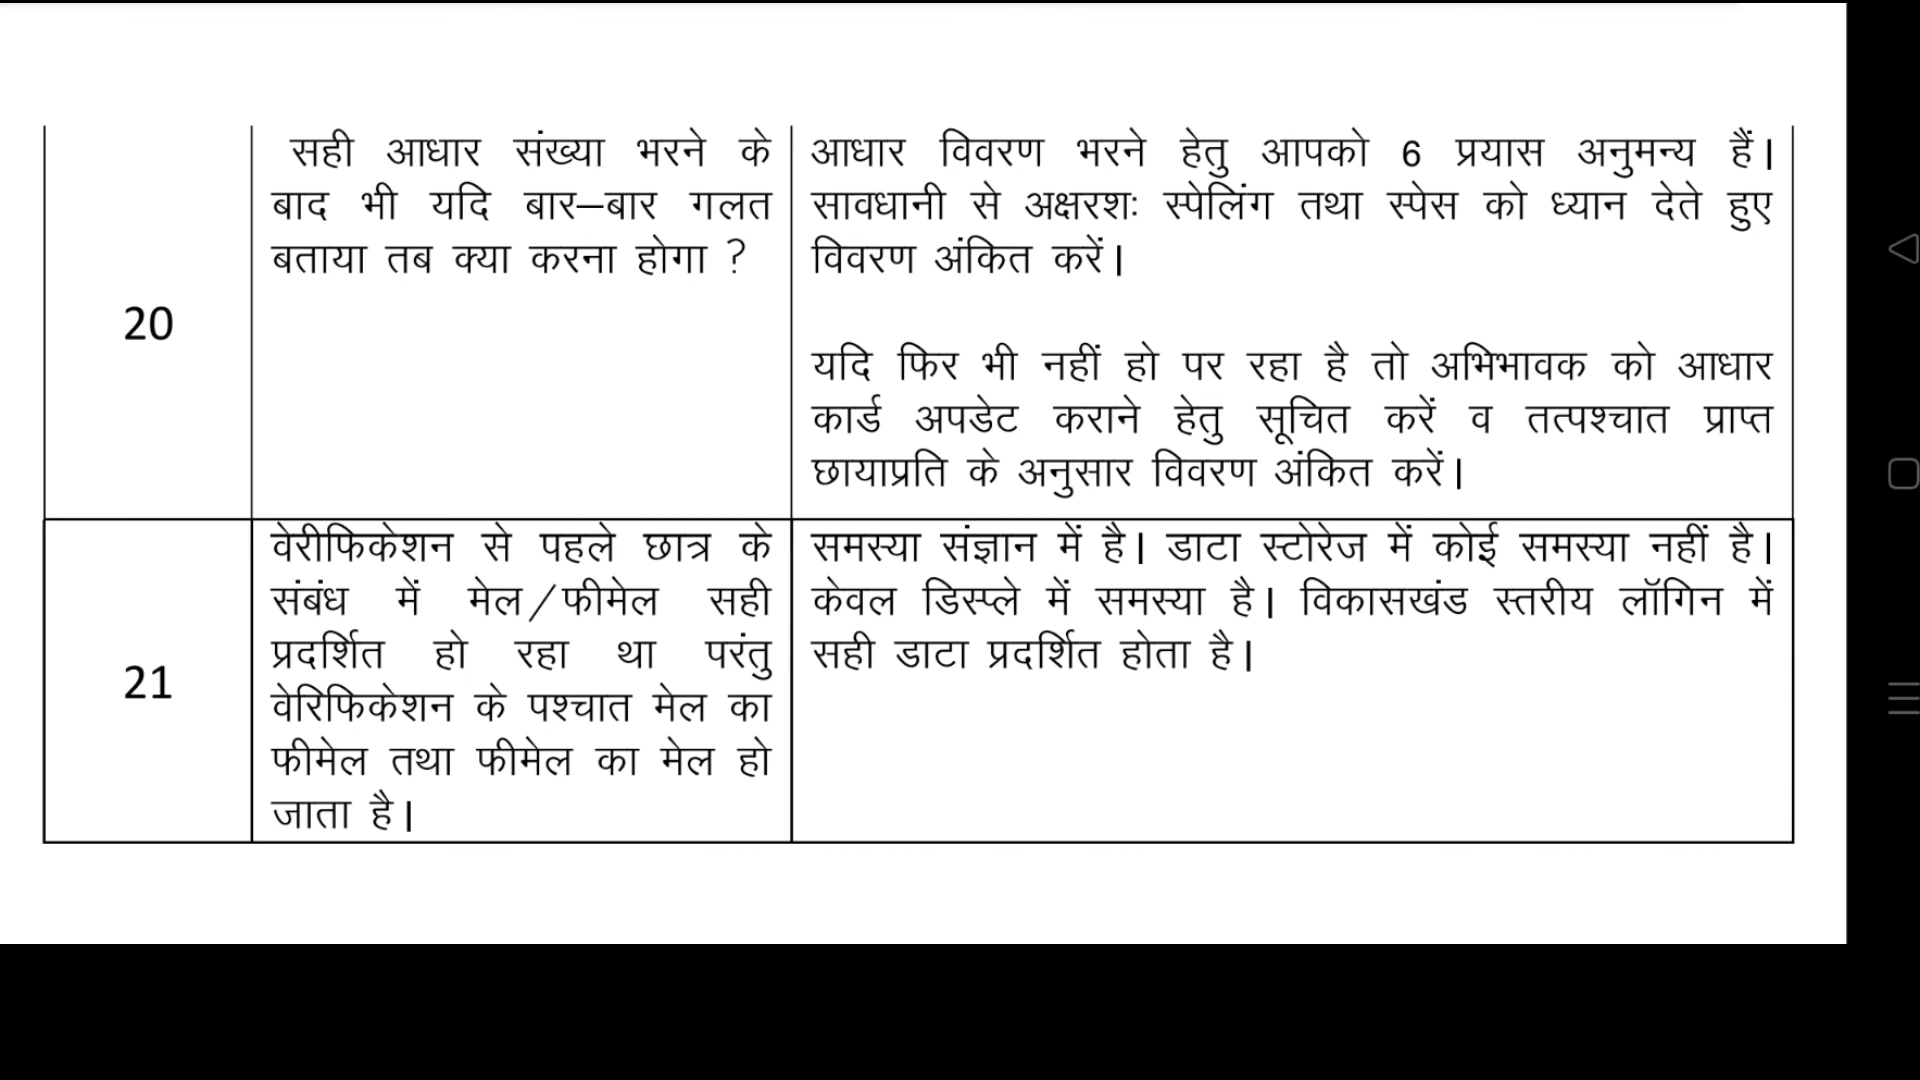 20
सही आधार संख्या भरने के
बाद भी यदि बार–बार गलत
बताया तब क्या करना होगा ?
आधार विवरण भरने हेतु आपको 6 प्रयास अनुमन्य हैं।
सावधानी से अक्षरशः स्पेलिंग तथा स्पेस को ध्यान देते हुए
विवरण अंकित करें।
यदि फिर भी नहीं हो पर रहा है तो अभिभावक को आधार
कार्ड अपडेट कराने हेतु सूचित करें व तत्पश्चात प्राप्त
छायाप्रति के अनुसार विवरण अंकित करें।
21
वेरीफिकेशन से पहले छात्र के
संबंध में मेल/फीमेल सही
प्रदर्शित हो रहा था परंतु
वेरिफिकेशन के पश्चात मेल का
फीमेल तथा फीमेल का मेल हो
जाता है।
समस्या संज्ञान में है। डाटा स्टोरेज में कोई समस्या नहीं है।
केवल डिस्प्ले में समस्या है। विकासखंड स्तरीय लॉगिन में
सही डाटा प्रदर्शित होता है।